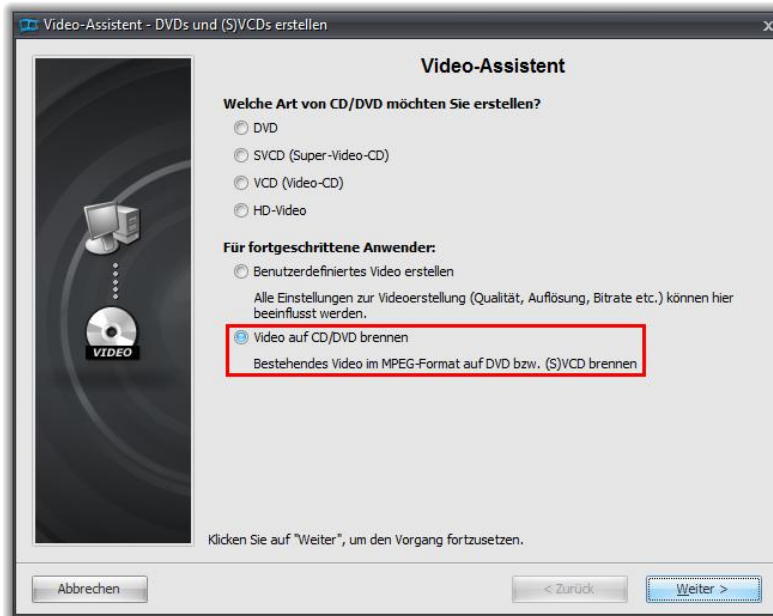 Video-Assistent - DVDs und (S)VCDs erstellen
x
Video-Assistent
Welche Art von CD/DVD möchten Sie erstellen?
DVD
SVCD (Super-Video-CD)
VCD (Video-CD)
HD-Video
Für fortgeschrittene Anwender:
Benutzerdefiniertes Video erstellen
Alle Einstellungen zur Videoerstellung (Qualität, Auflösung, Bitrate etc.) können hier
beeinflusst werden.
Video auf CD/DVD brennen
Bestehendes Video im MPEG-Format auf DVD bzw. (S)VCD brennen
VIDEO
Klicken Sie auf "Weiter", um den Vorgang fortzusetzen.
Abbrechen
< Zurück
Weiter >